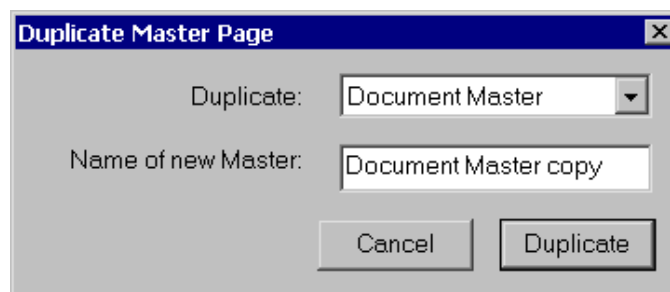 Duplicate Master Page
Duplicate: Document Master
Name of new Master: Document Master copy
Cancel Duplicate